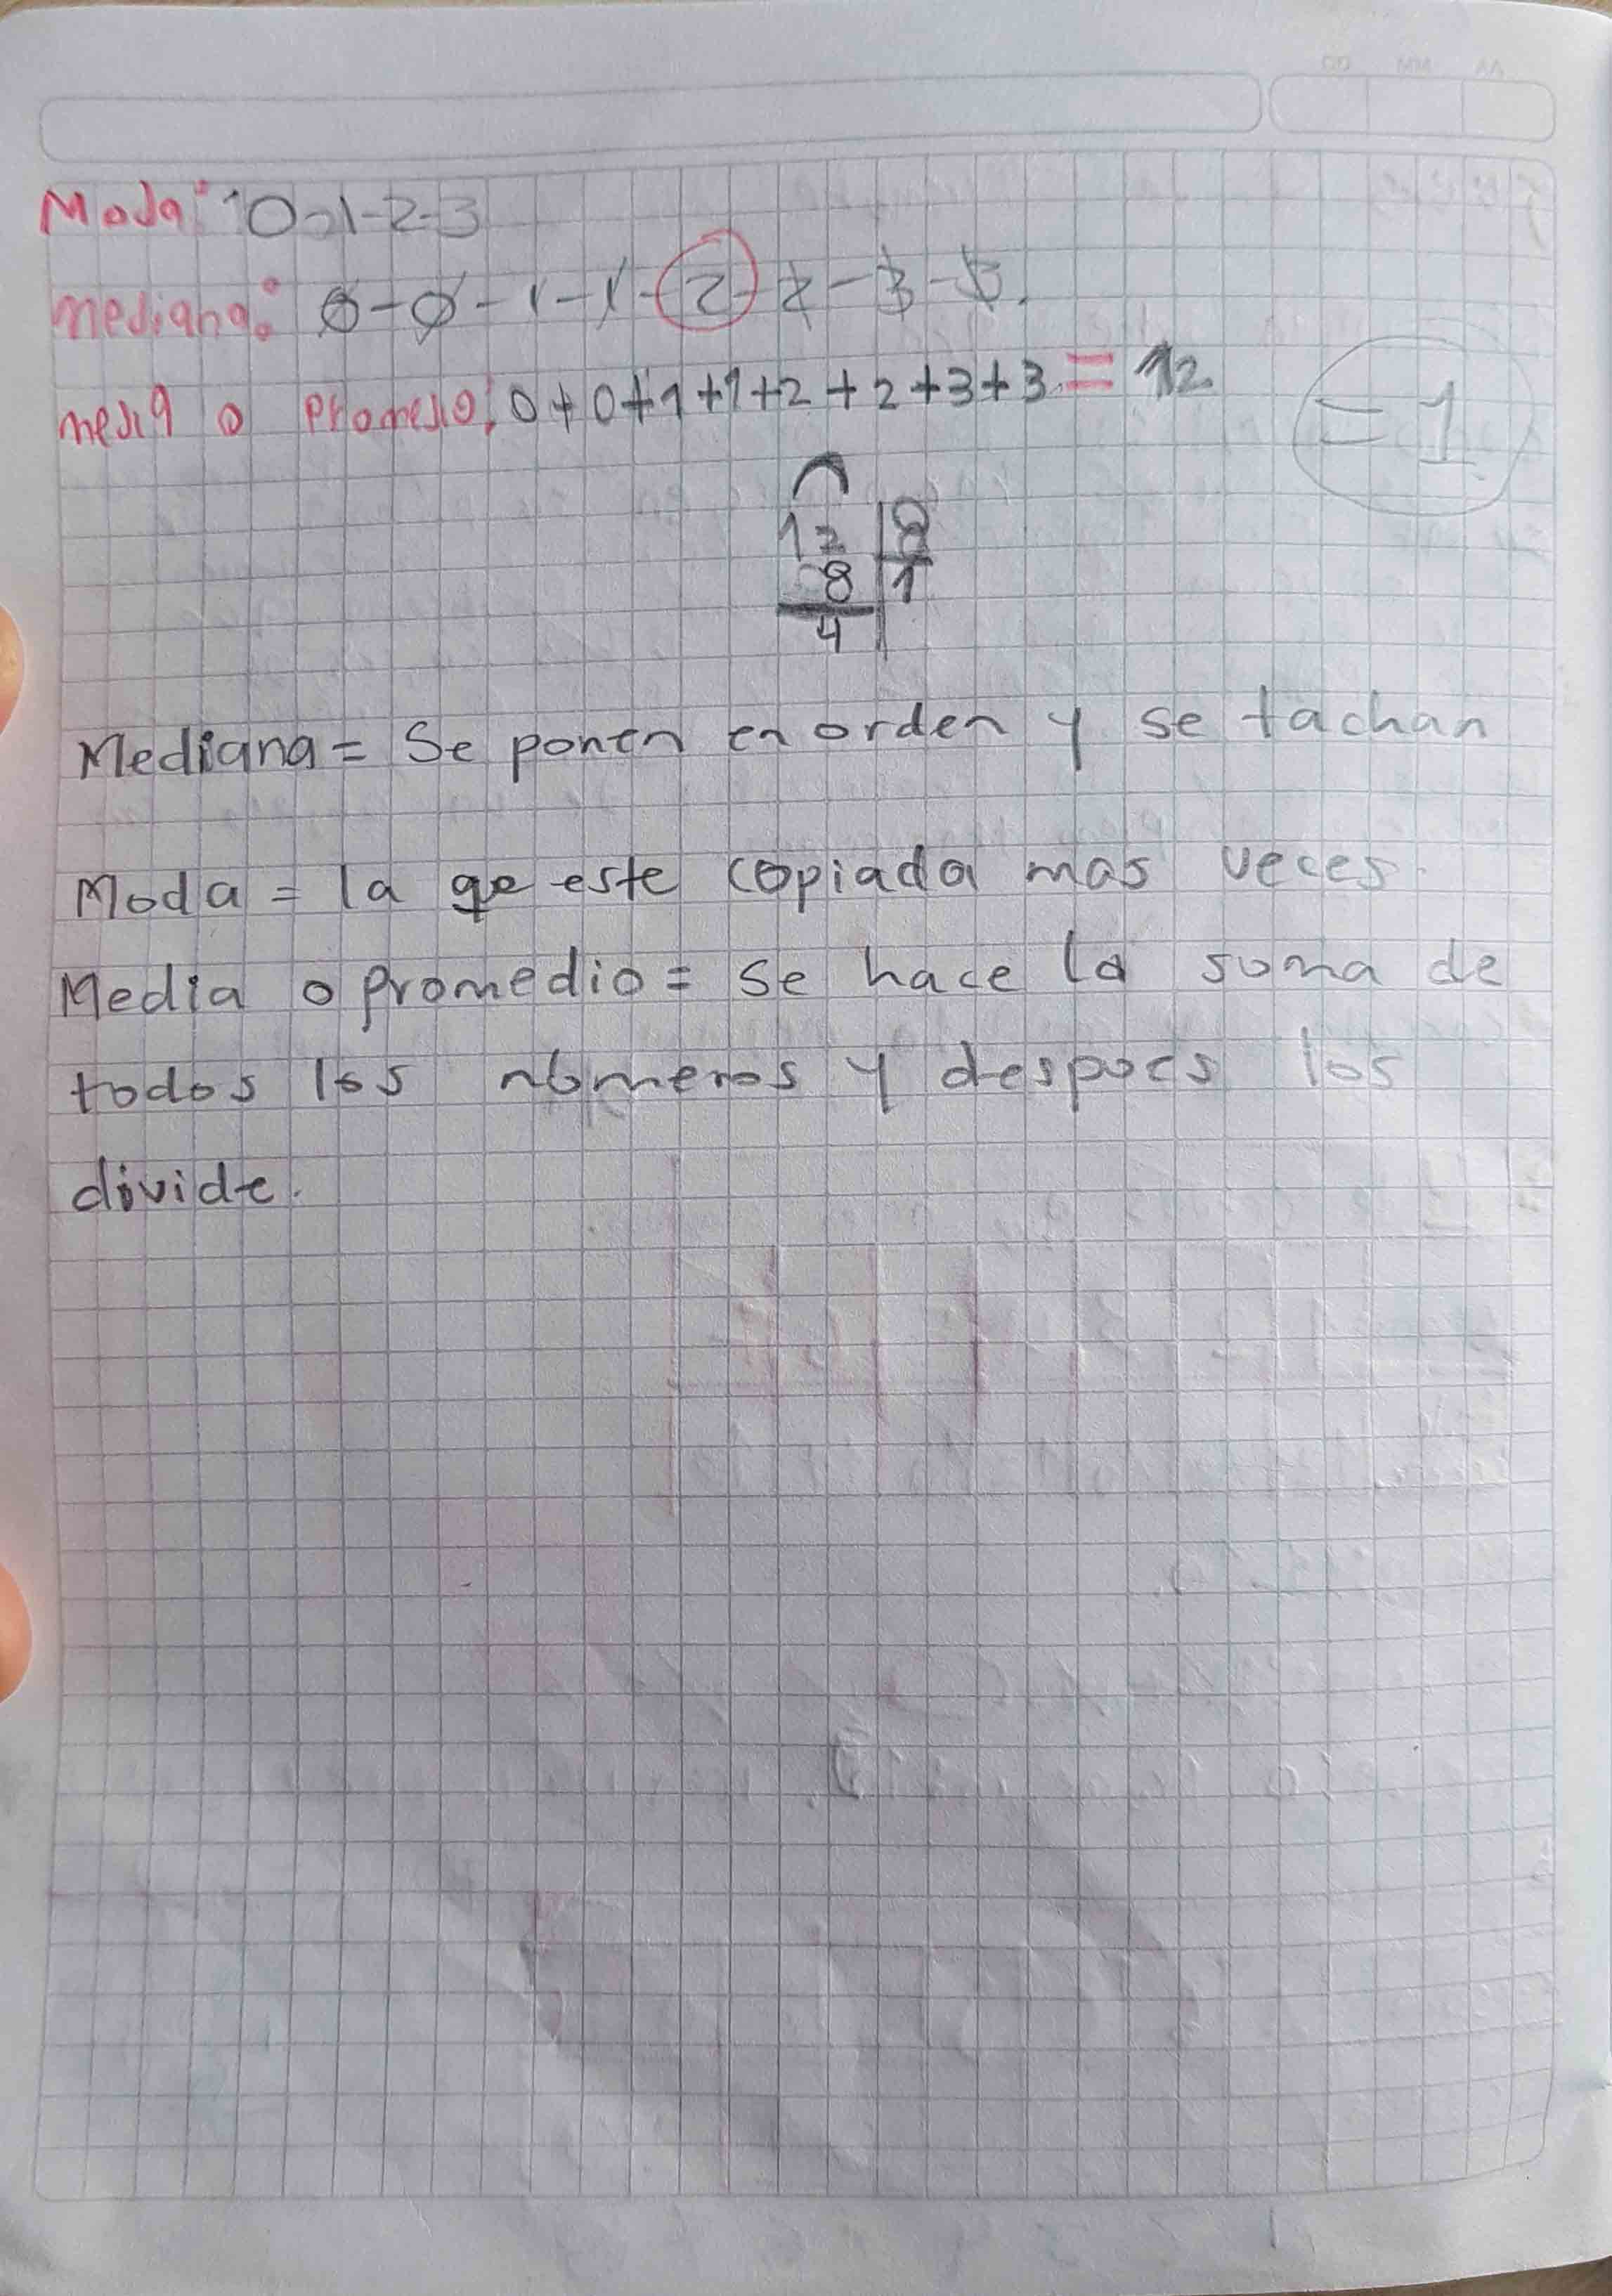 AA MM DD
Moda: 0-1-2-3
Mediana: 0-0-1-1-2-2-3-3.
media o Promedio: 0+0+1+1+2+2+3+3 = 12
= 1
12 8
8 1
4
Mediana = Se ponen en orden y se tachan
Moda = la qe este copiada mas veces.
Media o promedio = Se hace la suma de
todos los números y despues los
divide.